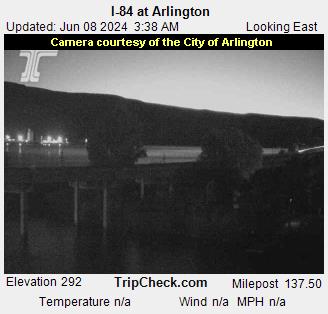 I-84 at Arlington
Updated: Jun 08 2024 3:38 AM Looking East
Camera courtesy of the City of Arlington
Elevation 292 TripCheck.com Milepost 137.50
Temperature n/a Wind n/a MPH n/a